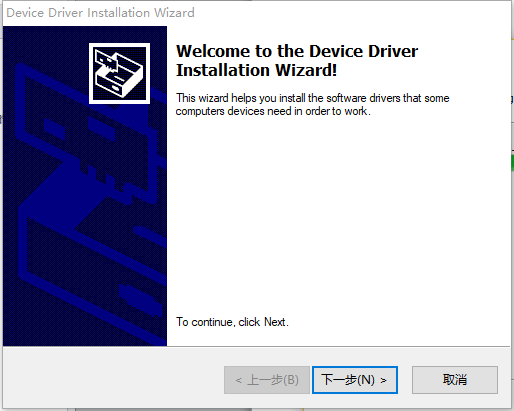 Device Driver Installation Wizard
Welcome to the Device Driver
Installation Wizard!
This wizard helps you install the software drivers that some
computers devices need in order to work.
To continue, click Next.
< 上一步(B)
下一步(N) >
取消